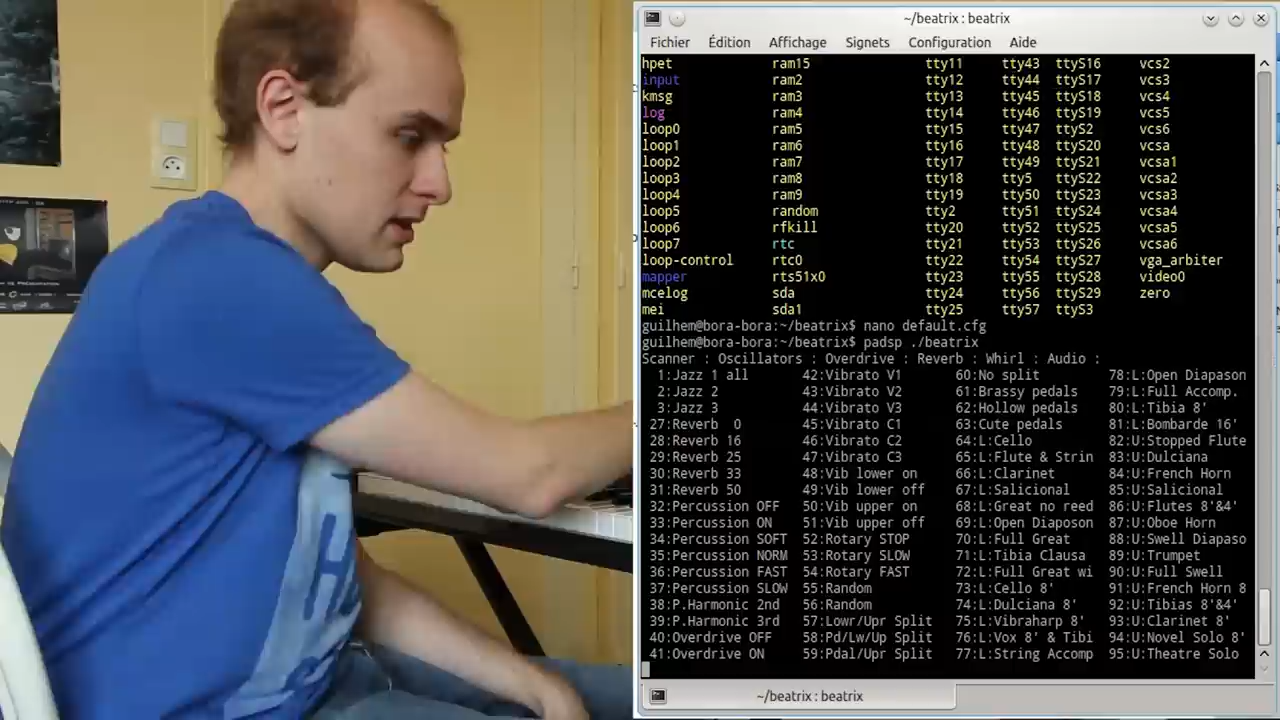 ~/beatrix : beatrix
Fichier Édition Affichage Signets Configuration Aide
hpet ram15 tty11 tty43 ttyS16 vcs2
input ram2 tty12 tty44 ttyS17 vcs3
kmsg ram3 tty13 tty45 ttyS18 vcs4
log ram4 tty14 tty46 ttyS19 vcs5
loop0 ram5 tty15 tty47 ttyS2 vcs6
loop1 ram6 tty16 tty48 ttyS20 vcsa
loop2 ram7 tty17 tty49 ttyS21 vcsa1
loop3 ram8 tty18 tty5 ttyS22 vcsa2
loop4 ram9 tty19 tty50 ttyS23 vcsa3
loop5 random tty2 tty51 ttyS24 vcsa4
loop6 rfkill tty20 tty52 ttyS25 vcsa5
loop7 rtc tty21 tty53 ttyS26 vcsa6
loop-control rtc0 tty22 tty54 ttyS27 vga_arbiter
mapper rts51x0 tty23 tty55 ttyS28 video0
mcelog sda tty24 tty56 ttyS29 zero
mei sda1 tty25 tty57 ttyS3
guilhem@bora-bora:~/beatrix$ nano default.cfg
guilhem@bora-bora:~/beatrix$ padsp ./beatrix
Scanner : Oscillators : Overdrive : Reverb : Whirl : Audio :
1:Jazz 1 all 42:Vibrato V1 60:No split 78:L:Open Diapason
2:Jazz 2 43:Vibrato V2 61:Brassy pedals 79:L:Full Accomp.
3:Jazz 3 44:Vibrato V3 62:Hollow pedals 80:L:Tibia 8'
27:Reverb 0 45:Vibrato C1 63:Cute pedals 81:L:Bombarde 16'
28:Reverb 16 46:Vibrato C2 64:L:Cello 82:U:Stopped Flute
29:Reverb 25 47:Vibrato C3 65:L:Flute & Strin 83:U:Dulciana
30:Reverb 33 48:Vib lower on 66:L:Clarinet 84:U:French Horn
31:Reverb 50 49:Vib lower off 67:L:Salicional 85:U:Salicional
32:Percussion OFF 50:Vib upper on 68:L:Great no reed 86:U:Flutes 8'&4'
33:Percussion ON 51:Vib upper off 69:L:Open Diapason 87:U:Oboe Horn
34:Percussion SOFT 52:Rotary STOP 70:L:Full Great 88:U:Swell Diapaso
35:Percussion NORM 53:Rotary SLOW 71:L:Tibia Clausa 89:U:Trumpet
36:Percussion FAST 54:Rotary FAST 72:L:Full Great wi 90:U:Full Swell
37:Percussion SLOW 55:Random 73:L:Cello 8' 91:U:French Horn 8
38:P.Harmonic 2nd 56:Random 74:L:Dulciana 8' 92:U:Tibias 8'&4'
39:P.Harmonic 3rd 57:Lowr/Upr Split 75:L:Vibraharp 8' 93:U:Clarinet 8'
40:Overdrive OFF 58:Pd/Lw/Up Split 76:L:Vox 8' & Tibi 94:U:Novel Solo 8'
41:Overdrive ON 59:Pdal/Upr Split 77:L:String Accomp 95:U:Theatre Solo
~/beatrix : beatrix